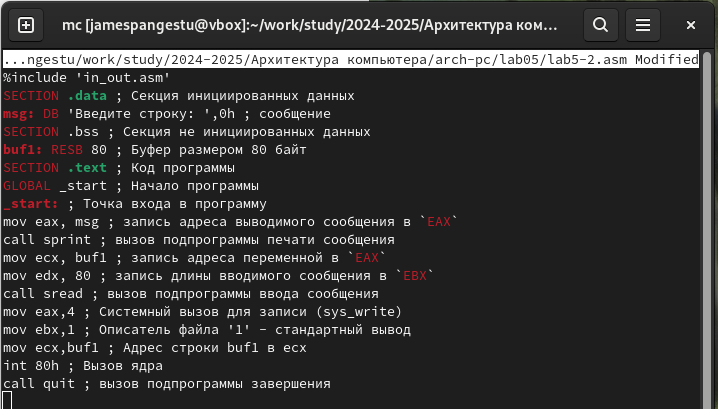 mc [jamespangestu@vbox]:~/work/study/2024-2025/Архитектура ком…
...ngestu/work/study/2024-2025/Архитектура компьютера/arch-pc/lab05/lab5-2.asm Modified
%include 'in_out.asm'
SECTION .data ; Секция инициированных данных
msg: DB 'Введите строку: ',0h ; сообщение
SECTION .bss ; Секция не инициированных данных
buf1: RESB 80 ; Буфер размером 80 байт
SECTION .text ; Код программы
GLOBAL _start ; Начало программы
_start: ; Точка входа в программу
mov eax, msg ; запись адреса выводимого сообщения в `EAX`
call sprint ; вызов подпрограммы печати сообщения
mov ecx, buf1 ; запись адреса переменной в `EAX`
mov edx, 80 ; запись длины вводимого сообщения в `EBX`
call sread ; вызов подпрограммы ввода сообщения
mov eax,4 ; Системный вызов для записи (sys_write)
mov ebx,1 ; Описатель файла '1' - стандартный вывод
mov ecx,buf1 ; Адрес строки buf1 в ecx
int 80h ; Вызов ядра
call quit ; вызов подпрограммы завершения